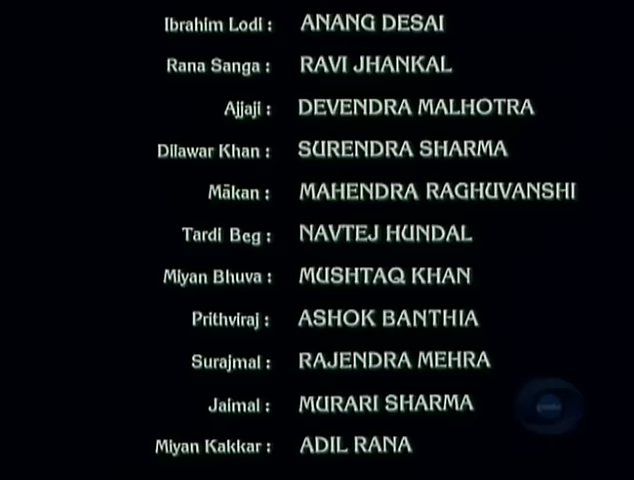 Ibrahim Lodi : ANANG DESAI
Rana Sanga : RAVI JHANKAL
Ajjaji : DEVENDRA MALHOTRA
Dilawar Khan : SURENDRA SHARMA
Mākan : MAHENDRA RAGHUVANSHI
Tardi Beg : NAVTEJ HUNDAL
Miyan Bhuva : MUSHTAQ KHAN
Prithviraj : ASHOK BANTHIA
Surajmal : RAJENDRA MEHRA
Jaimal : MURARI SHARMA
Miyan Kakkar : ADIL RANA